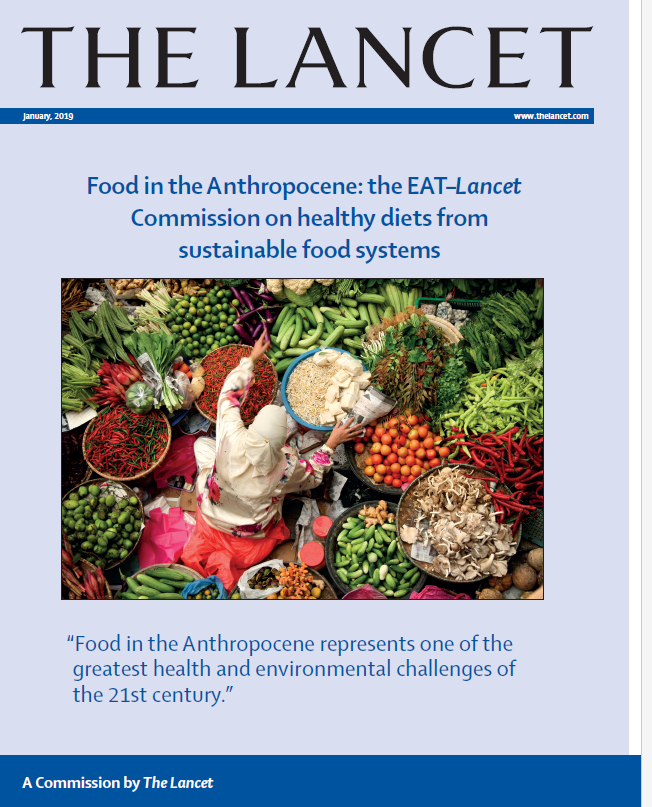 THE LANCET
January, 2019 www.thelancet.com
Food in the Anthropocene: the EAT–Lancet
Commission on healthy diets from
sustainable food systems
“Food in the Anthropocene represents one of the
greatest health and environmental challenges of
the 21st century.”
A Commission by The Lancet